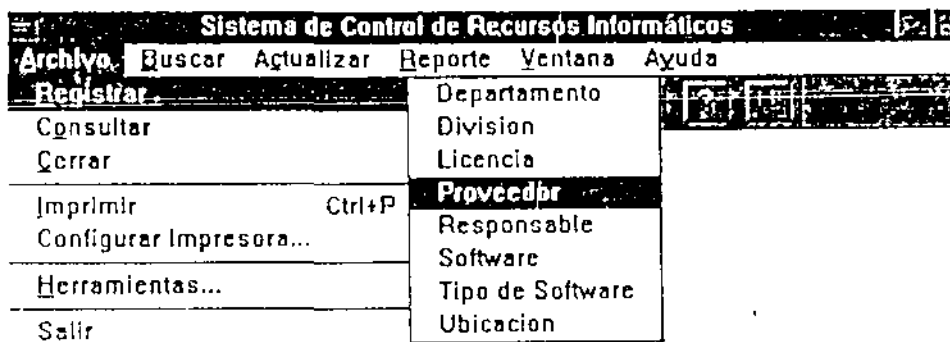 Sistema de Control de Recursos Informáticos
Archivo Buscar Actualizar Reporte Ventana Ayuda
Registrar
Consultar
Cerrar
Imprimir Ctrl+P
Configurar Impresora...
Herramientas...
Salir
Departamento
Division
Licencia
Proveedor
Responsable
Software
Tipo de Software
Ubicacion